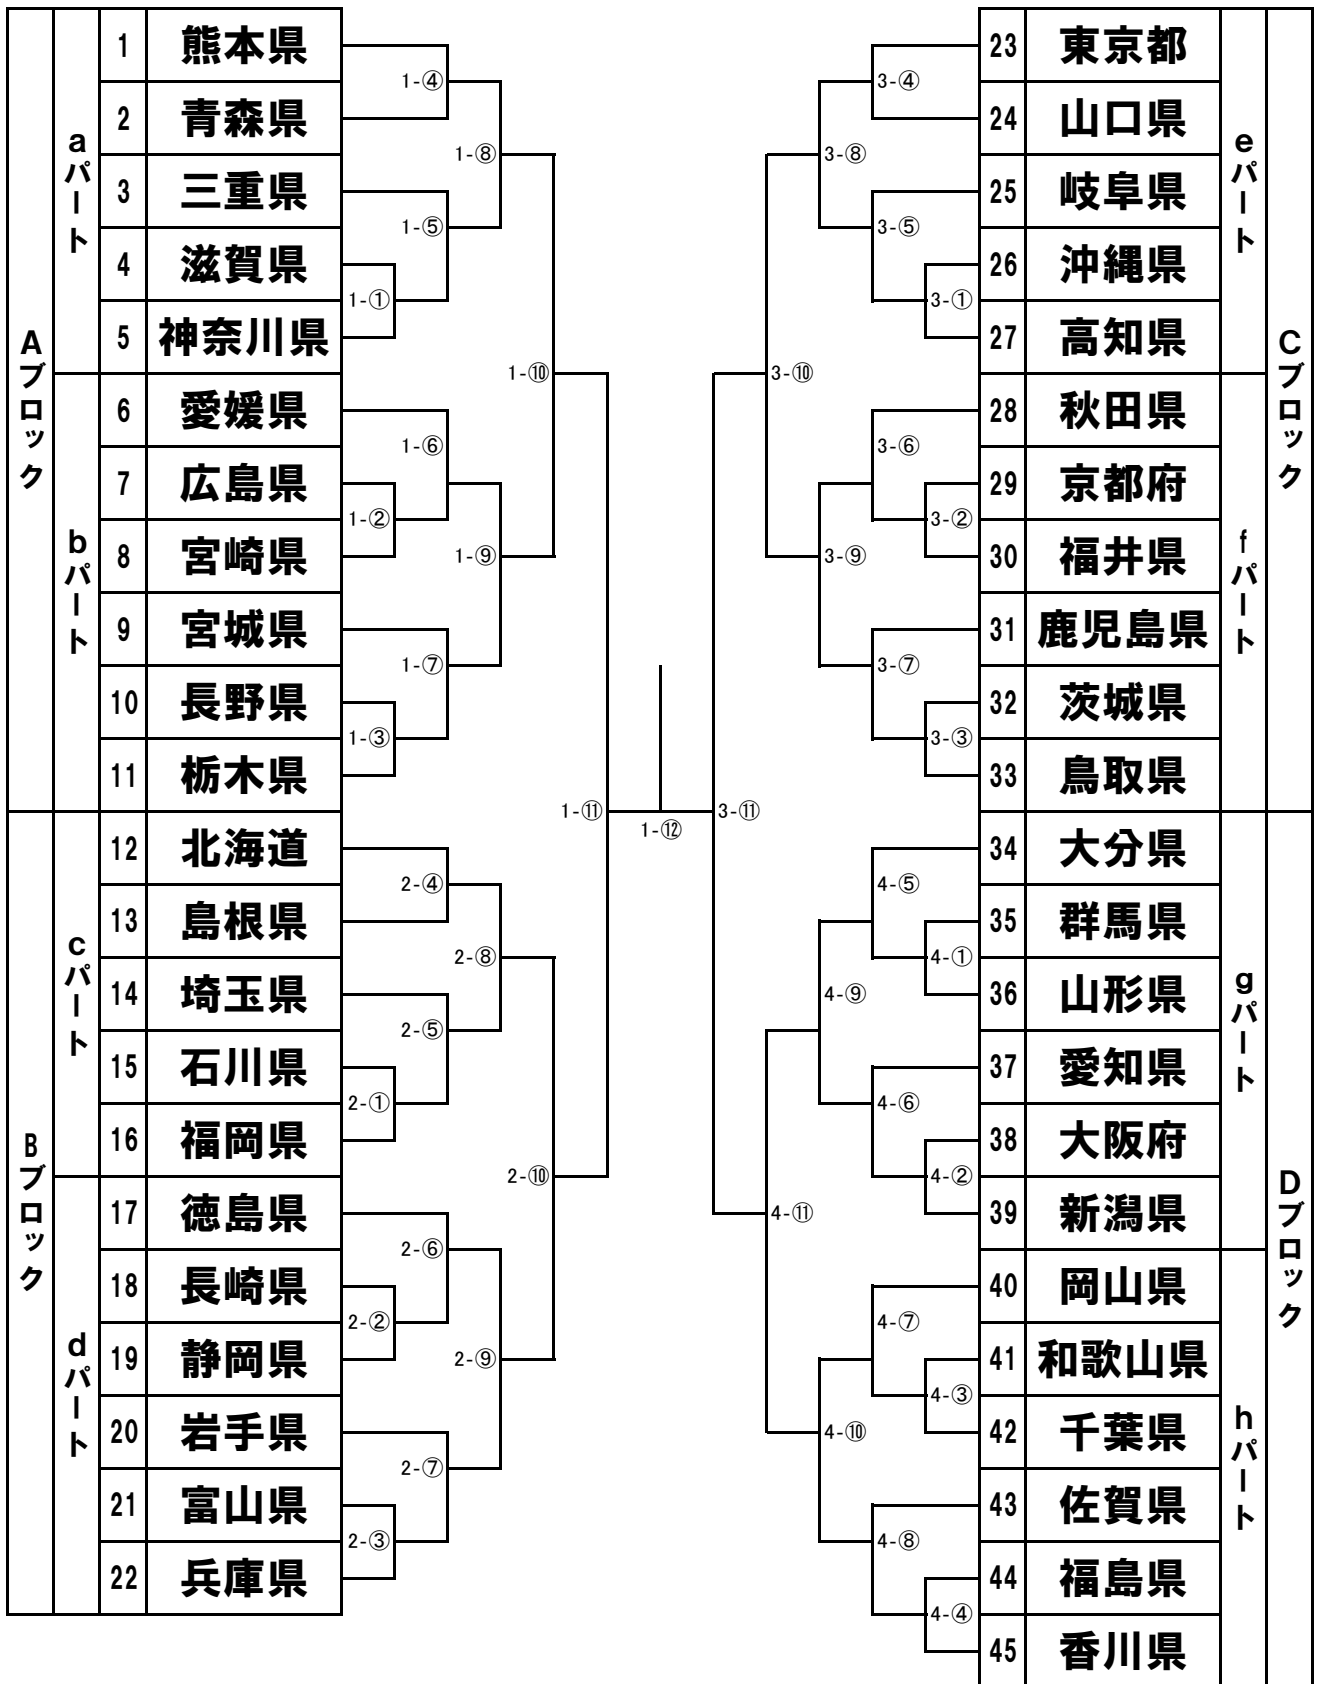 Aブロック
aパート
1 熊本県
2 青森県
3 三重県
4 滋賀県
5 神奈川県
bパート
6 愛媛県
7 広島県
8 宮崎県
9 宮城県
10 長野県
11 栃木県
Bブロック
cパート
12 北海道
13 島根県
14 埼玉県
15 石川県
16 福岡県
dパート
17 徳島県
18 長崎県
19 静岡県
20 岩手県
21 富山県
22 兵庫県
1-④
1-⑧
1-⑤
1-①
1-⑩
1-⑥
1-②
1-⑨
1-⑦
1-③
1-⑪
1-⑫
2-④
2-⑧
2-⑤
2-①
2-⑩
2-⑥
2-②
2-⑨
2-⑦
2-③
3-④
3-⑧
3-⑤
3-①
3-⑩
3-⑥
3-②
3-⑨
3-⑦
3-③
3-⑪
4-⑤
4-①
4-⑨
4-⑥
4-②
4-⑪
4-⑦
4-③
4-⑩
4-⑧
4-④
Cブロック
eパート
23 東京都
24 山口県
25 岐阜県
26 沖縄県
27 高知県
fパート
28 秋田県
29 京都府
30 福井県
31 鹿児島県
32 茨城県
33 鳥取県
Dブロック
gパート
34 大分県
35 群馬県
36 山形県
37 愛知県
38 大阪府
39 新潟県
hパート
40 岡山県
41 和歌山県
42 千葉県
43 佐賀県
44 福島県
45 香川県